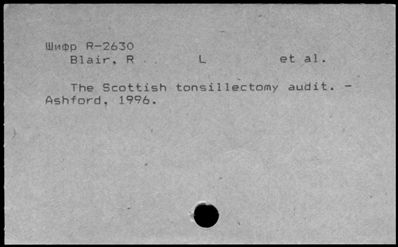 Шифр R-2630
Blair, R . . L et al.
The Scottish tonsillectomy audit. -
Ashford, 1996.